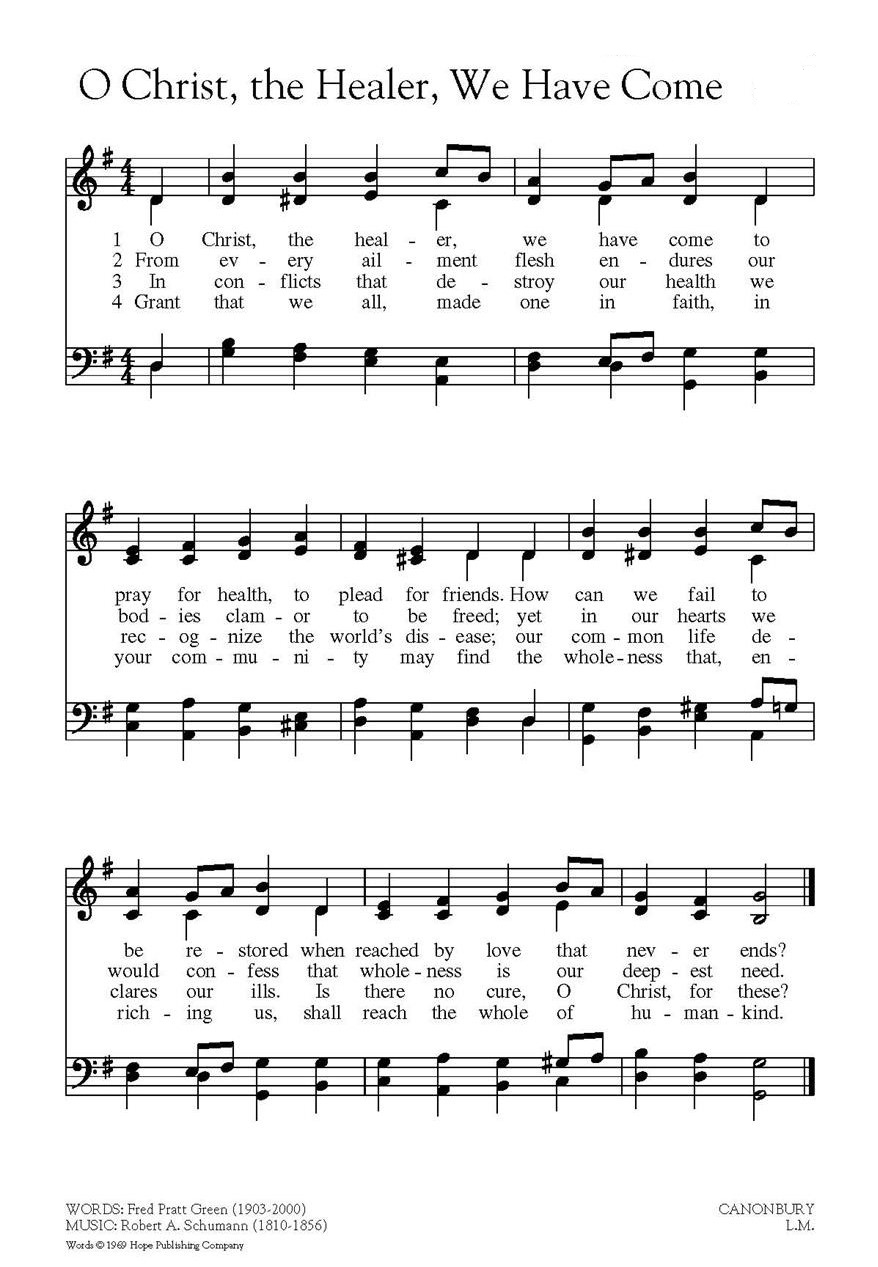 O Christ, the Healer, We Have Come
1 O Christ, the heal - er, we have come to
2 From ev - ery ail - ment flesh en - dures our
3 In con - flicts that de - stroy our health we
4 Grant that we all, made one in faith, in
pray for health, to plead for friends. How can we fail to
bod - ies clam - or to be freed; yet in our hearts we
rec - og - nize the world's dis - ease; our com - mon life de -
your com - mu - ni - ty may find the whole - ness that, en -
be re - stored when reached by love that nev - er ends?
would con - fess that whole - ness is our deep - est need.
clares our ills. Is there no cure, O Christ, for these?
rich - ing us, shall reach the whole of hu - man - kind.
WORDS: Fred Pratt Green (1903-2000) CANONBURY
MUSIC: Robert A. Schumann (1810-1856) L.M.
Words © 1969 Hope Publishing Company